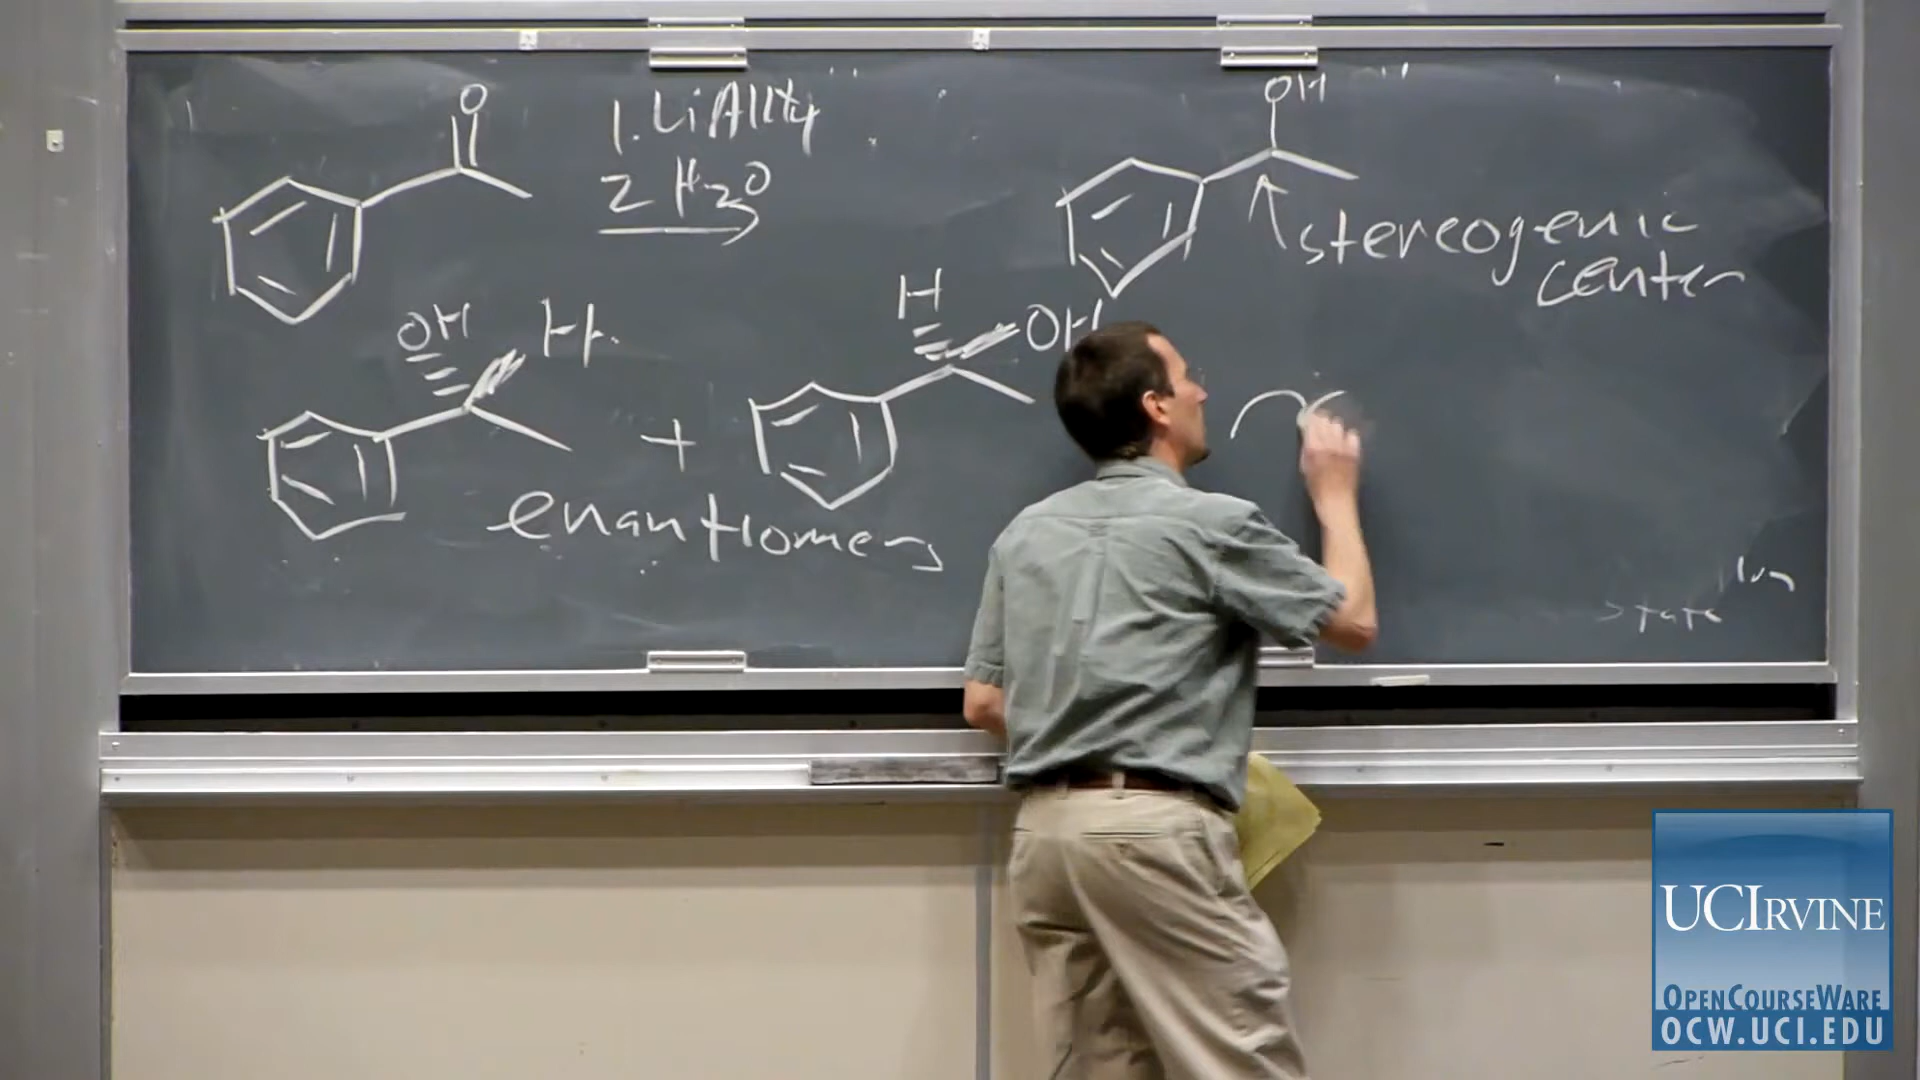 O
1. LiAlH4
2 H2O
OH
stereogenic
center
OH
H
H
OH
+
enantiomers
UCIRVINE
OPENCOURSEWARE
OCW.UCI.EDU